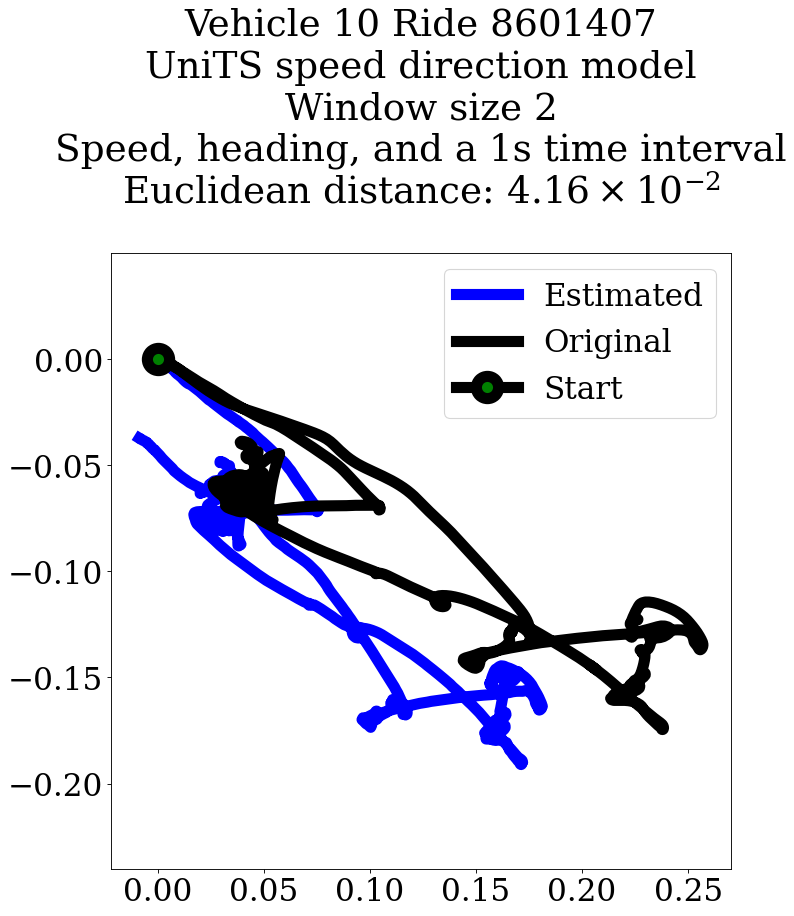 Vehicle 10 Ride 8601407
UniTS speed direction model
Window size 2
Speed, heading, and a 1s time interval
Euclidean distance: 4.16 × 10⁻²
Estimated
Original
Start
0.00
−0.05
−0.10
−0.15
−0.20
0.00 0.05 0.10 0.15 0.20 0.25